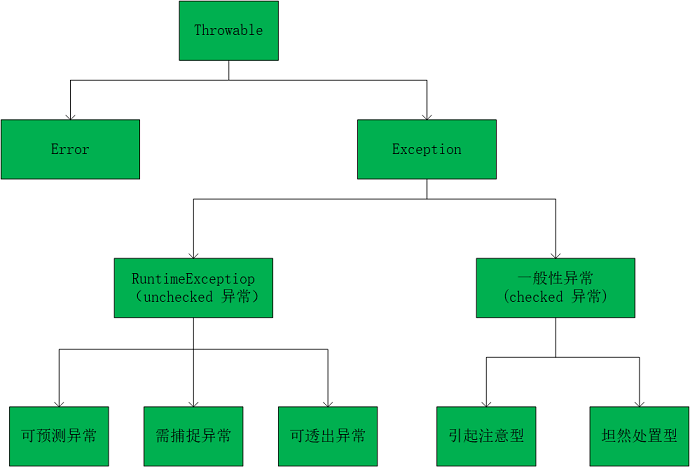 Throwable
Error
Exception
RuntimeExceptiop
（unchecked 异常）
一般性异常
(checked 异常)
可预测异常
需捕捉异常
可透出异常
引起注意型
坦然处置型